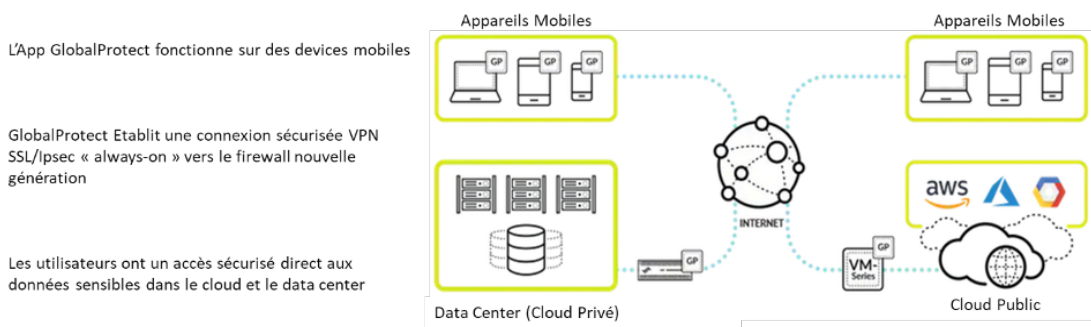 Appareils Mobiles
Appareils Mobiles
L'App GlobalProtect fonctionne sur des devices mobiles
GP
GP
GP
GP
GP
GP
GlobalProtect Etablit une connexion sécurisée VPN
SSL/Ipsec « always-on » vers le firewall nouvelle
génération
aws
INTERNET
Les utilisateurs ont un accès sécurisé direct aux
données sensibles dans le cloud et le data center
GP
GP
VM-
Series
Data Center (Cloud Privé)
Cloud Public